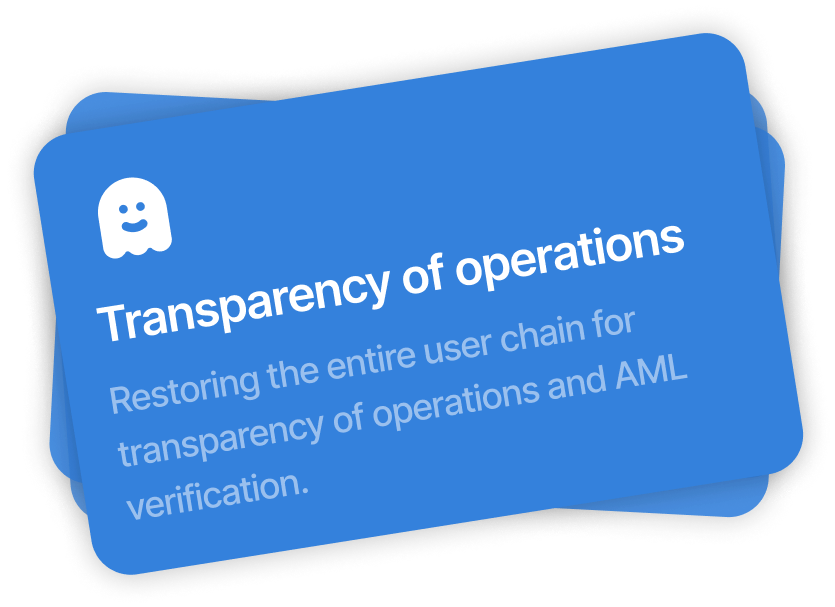 Transparency of operations
Restoring the entire user chain for
transparency of operations and AML
verification.